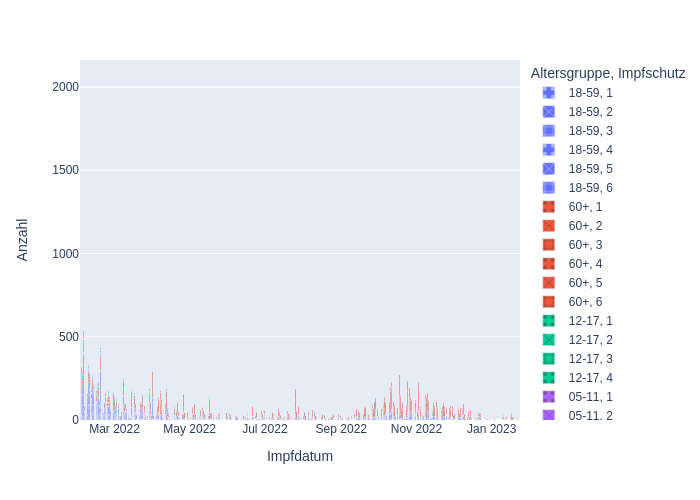 Altersgruppe, Impfschutz
18-59, 1
18-59, 2
18-59, 3
18-59, 4
18-59, 5
18-59, 6
60+, 1
60+, 2
60+, 3
60+, 4
60+, 5
60+, 6
12-17, 1
12-17, 2
12-17, 3
12-17, 4
05-11, 1
05-11, 2
2000
1500
1000
500
0
Anzahl
Mar 2022
May 2022
Jul 2022
Sep 2022
Nov 2022
Jan 2023
Impfdatum